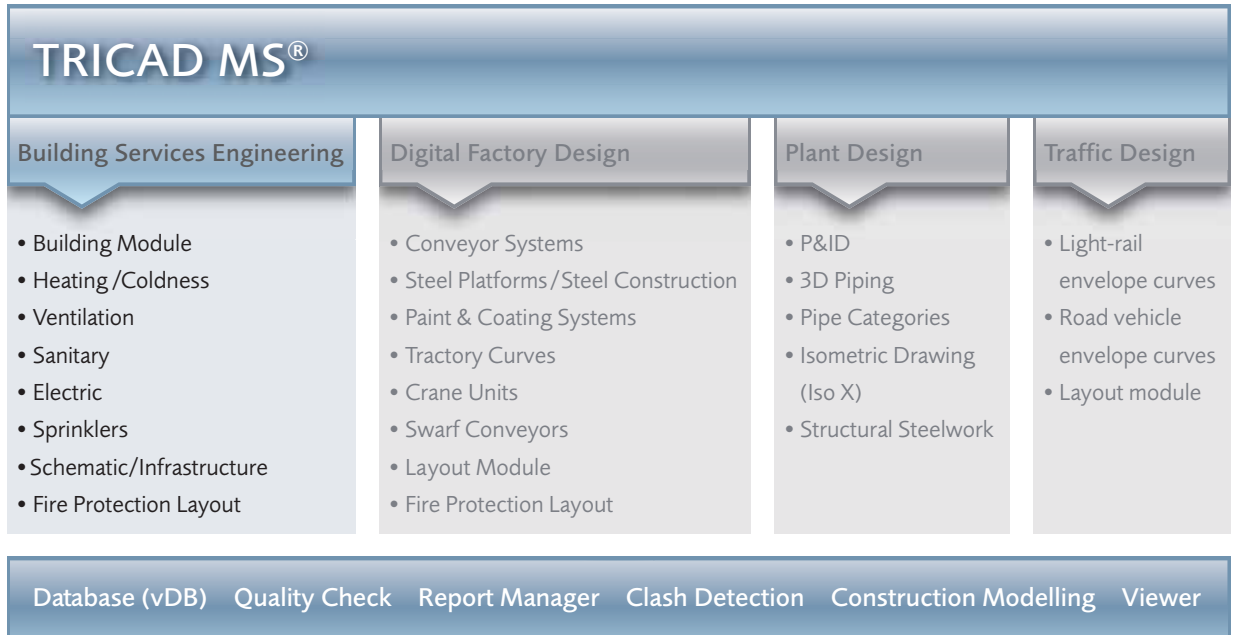 TRICAD MS®
Building Services Engineering
• Building Module
• Heating/Coldness
• Ventilation
• Sanitary
• Electric
• Sprinklers
• Schematic/Infrastructure
• Fire Protection Layout
Digital Factory Design
• Conveyor Systems
• Steel Platforms/Steel Construction
• Paint & Coating Systems
• Tractory Curves
• Crane Units
• Swarf Conveyors
• Layout Module
• Fire Protection Layout
Plant Design
• P&ID
• 3D Piping
• Pipe Categories
• Isometric Drawing
(Iso X)
• Structural Steelwork
Traffic Design
• Light-rail
envelope curves
• Road vehicle
envelope curves
• Layout module
Database (vDB) Quality Check Report Manager Clash Detection Construction Modelling Viewer